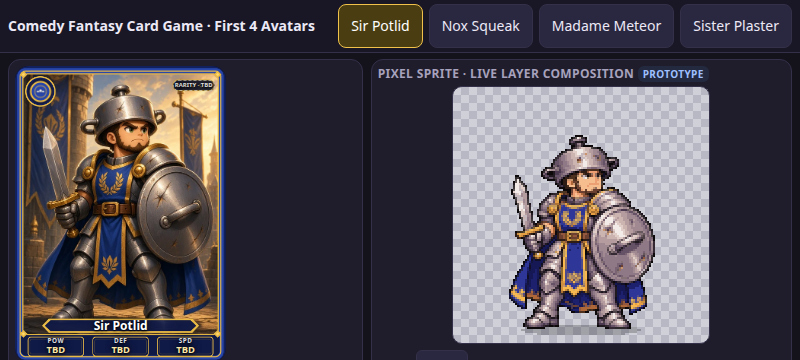 Comedy Fantasy Card Game · First 4 Avatars
Sir Potlid
Nox Squeak
Madame Meteor
Sister Plaster
RARITY · TBD
Sir Potlid
POW
TBD
DEF
TBD
SPD
TBD
PIXEL SPRITE · LIVE LAYER COMPOSITION
PROTOTYPE